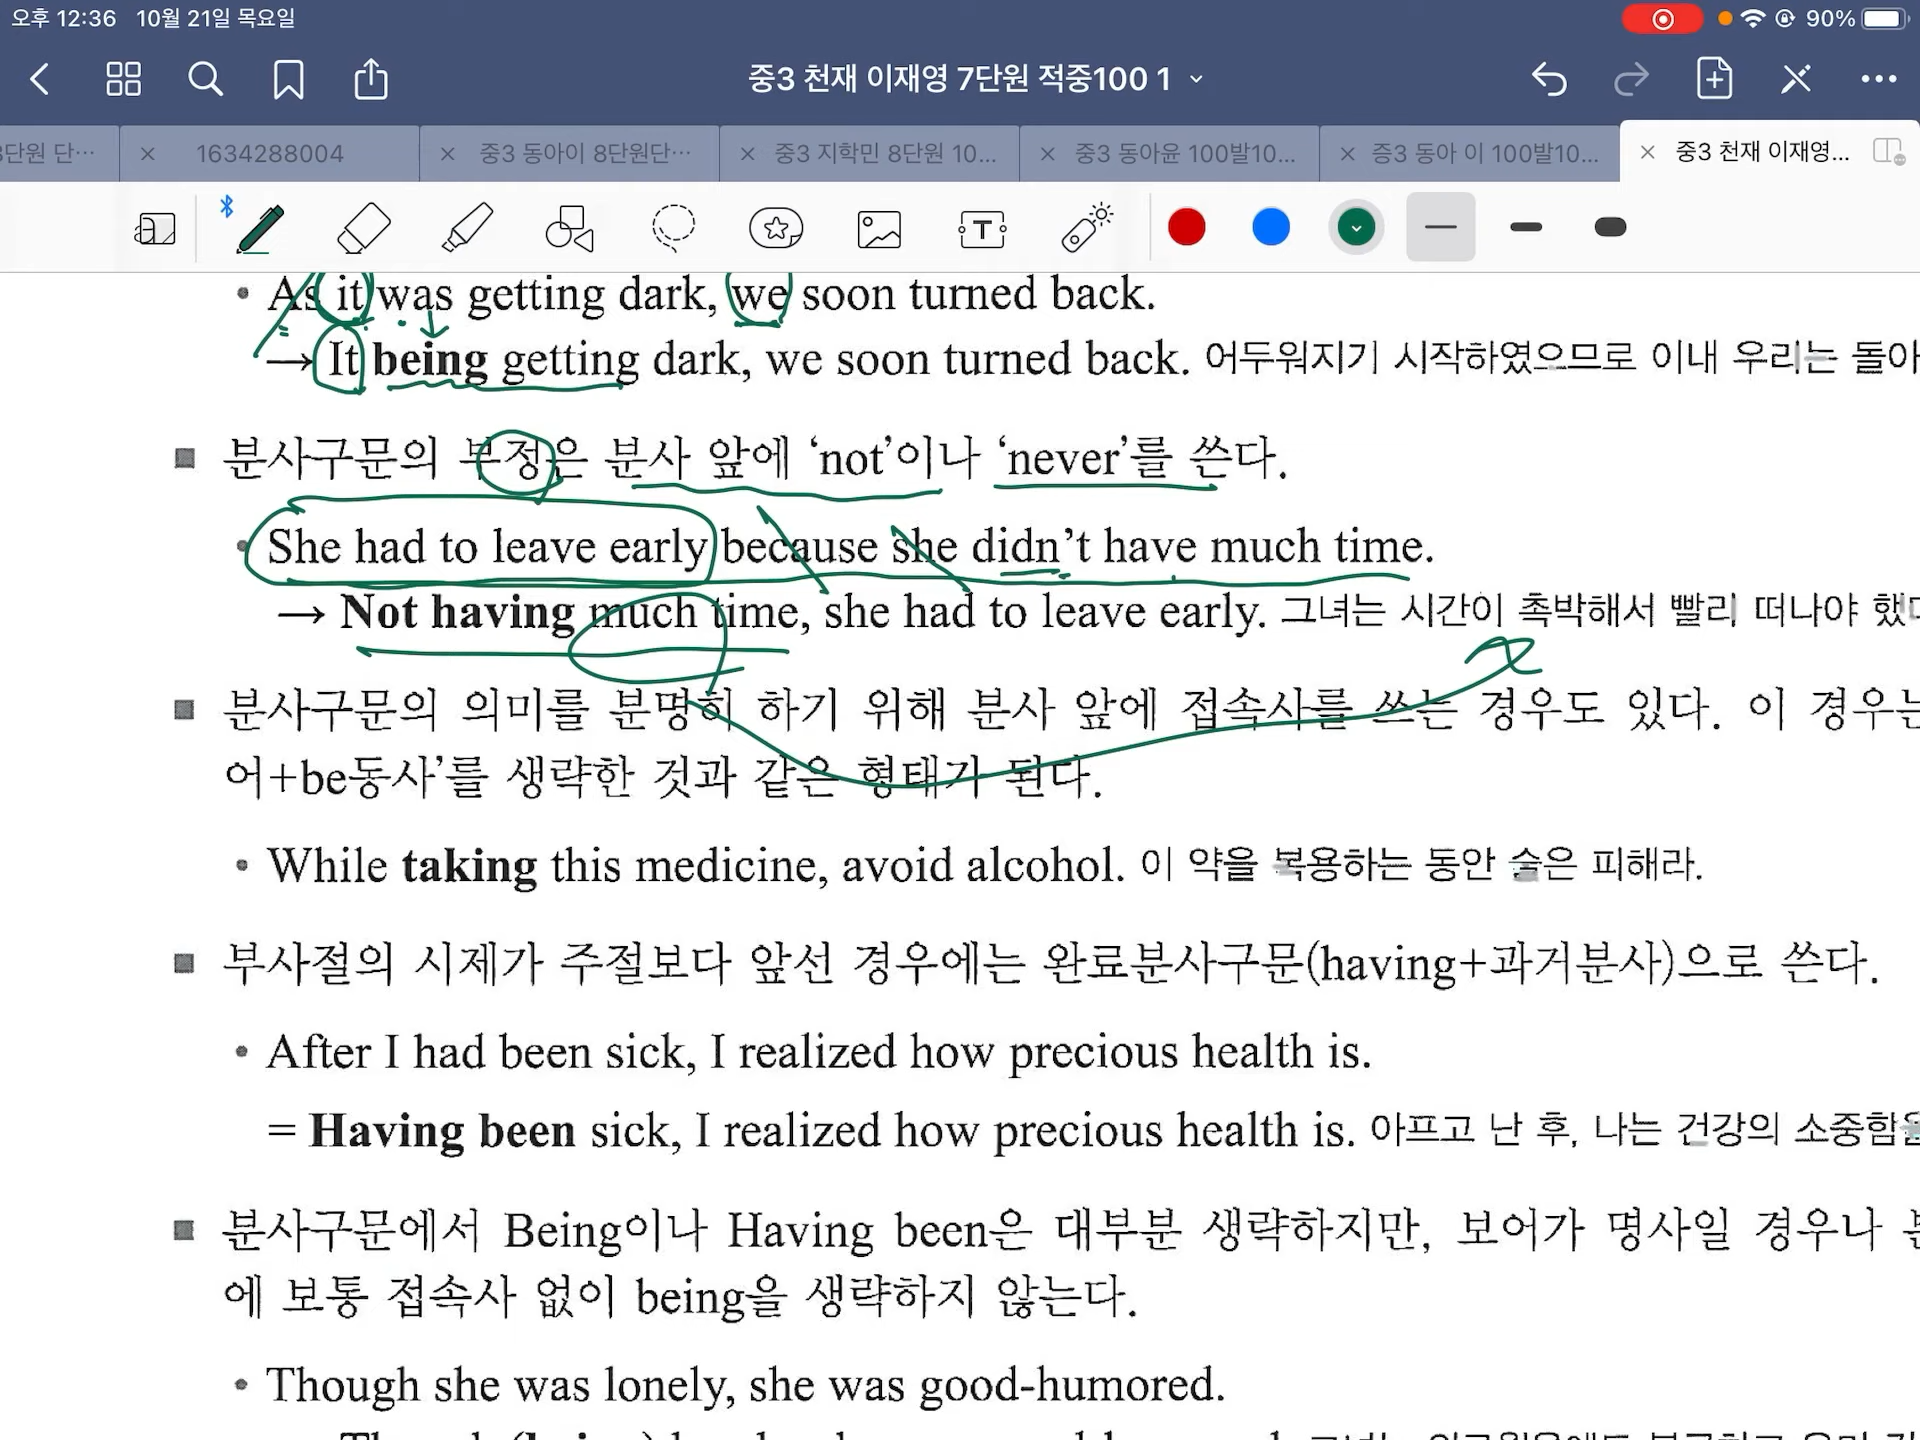 오후 12:36 10월 21일 목요일 90%
중3 천재 이재영 7단원 적중100 1
단원 단… 1634288004 중3 동아이 8단원단… 중3 지학민 8단원 10… 중3 동아윤 100발10… 증3 동아 이 100발10… 중3 천재 이재영…
• As it was getting dark, we soon turned back.
→ It being getting dark, we soon turned back. 어두워지기 시작하였으므로 이내 우리는 돌아
■ 분사구문의 부정은 분사 앞에 ‘not’이나 ‘never’를 쓴다.
• She had to leave early because she didn’t have much time.
→ Not having much time, she had to leave early. 그녀는 시간이 촉박해서 빨리 떠나야
■ 분사구문의 의미를 분명히 하기 위해 분사 앞에 접속사를 쓰는 경우도 있다. 이 경우는
어+be동사’를 생략한 것과 같은 형태가 된다.
• While taking this medicine, avoid alcohol. 이 약을 복용하는 동안 술은 피해라.
■ 부사절의 시제가 주절보다 앞선 경우에는 완료분사구문(having+과거분사)으로 쓴다.
• After I had been sick, I realized how precious health is.
= Having been sick, I realized how precious health is. 아프고 난 후, 나는 건강의 소중함을
■ 분사구문에서 Being이나 Having been은 대부분 생략하지만, 보어가 명사일 경우나
에 보통 접속사 없이 being을 생략하지 않는다.
• Though she was lonely, she was good-humored.